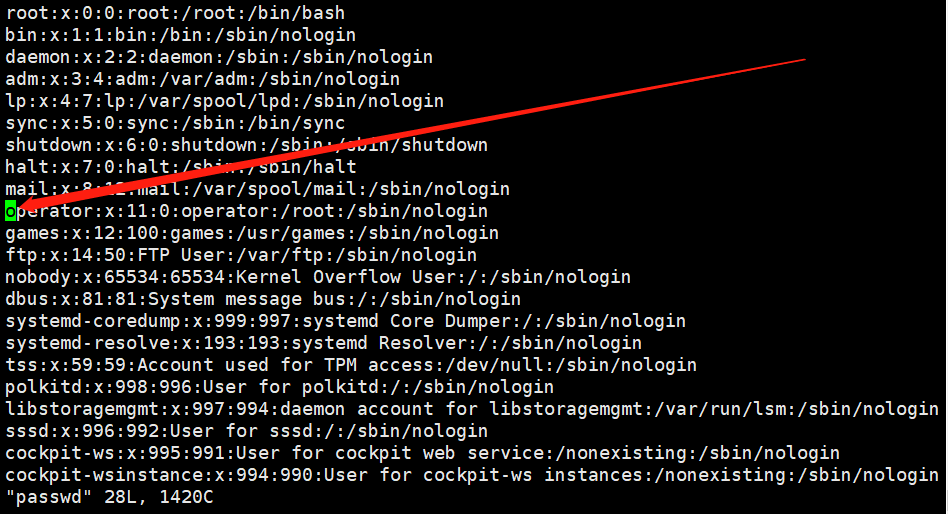 root:x:0:0:root:/root:/bin/bash
bin:x:1:1:bin:/bin:/sbin/nologin
daemon:x:2:2:daemon:/sbin:/sbin/nologin
adm:x:3:4:adm:/var/adm:/sbin/nologin
lp:x:4:7:lp:/var/spool/lpd:/sbin/nologin
sync:x:5:0:sync:/sbin:/bin/sync
shutdown:x:6:0:shutdown:/sbin:/sbin/shutdown
halt:x:7:0:halt:/sbin:/sbin/halt
mail:x:8:12:mail:/var/spool/mail:/sbin/nologin
operator:x:11:0:operator:/root:/sbin/nologin
games:x:12:100:games:/usr/games:/sbin/nologin
ftp:x:14:50:FTP User:/var/ftp:/sbin/nologin
nobody:x:65534:65534:Kernel Overflow User:/:/sbin/nologin
dbus:x:81:81:System message bus:/:/sbin/nologin
systemd-coredump:x:999:997:systemd Core Dumper:/:/sbin/nologin
systemd-resolve:x:193:193:systemd Resolver:/:/sbin/nologin
tss:x:59:59:Account used for TPM access:/dev/null:/sbin/nologin
polkitd:x:998:996:User for polkitd:/:/sbin/nologin
libstoragemgmt:x:997:994:daemon account for libstoragemgmt:/var/run/lsm:/sbin/nologin
sssd:x:996:992:User for sssd:/:/sbin/nologin
cockpit-ws:x:995:991:User for cockpit web service:/nonexisting:/sbin/nologin
cockpit-wsinstance:x:994:990:User for cockpit-ws instances:/nonexisting:/sbin/nologin
"passwd" 28L, 1420C